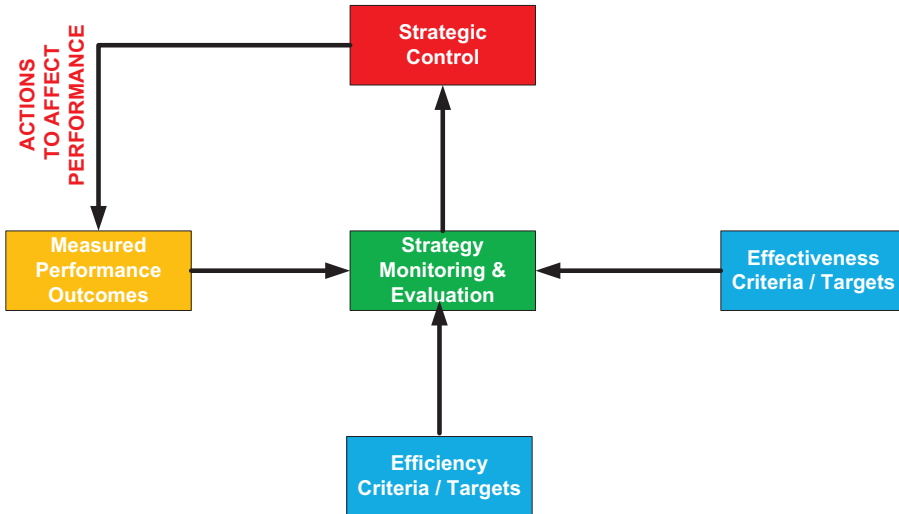 Strategic
Control
ACTIONS
TO AFFECT
PERFORMANCE
Measured
Performance
Outcomes
Strategy
Monitoring &
Evaluation
Effectiveness
Criteria / Targets
Efficiency
Criteria / Targets